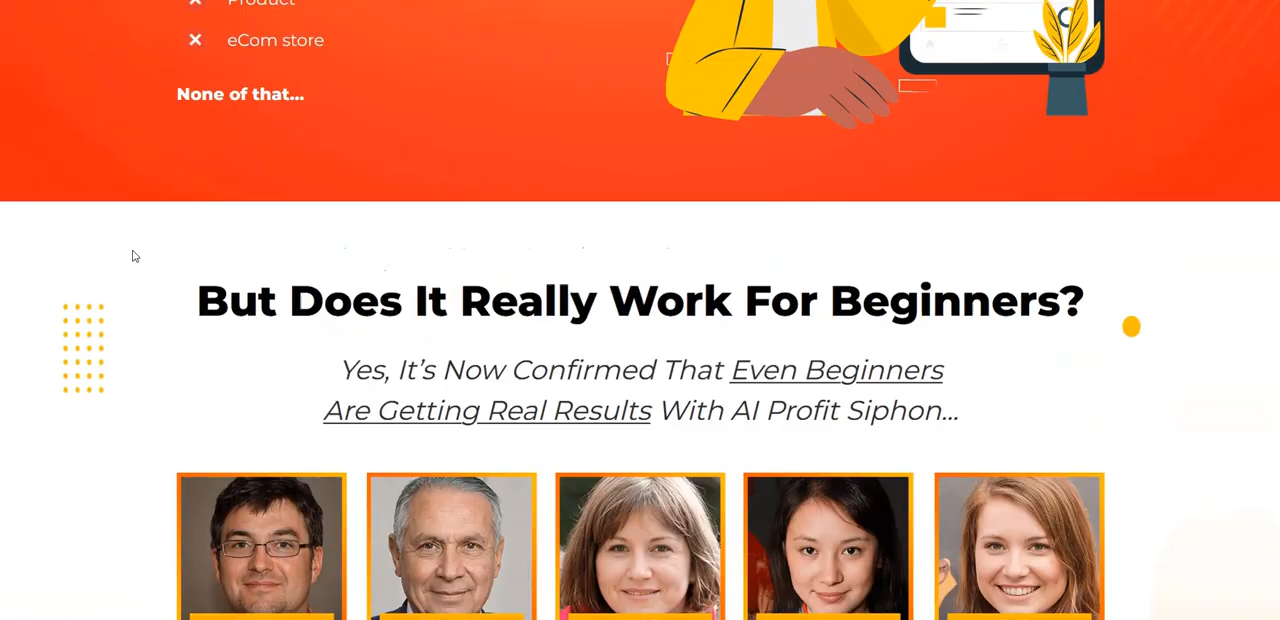 Product
eCom store
None of that...
But Does It Really Work For Beginners?
Yes, It's Now Confirmed That Even Beginners
Are Getting Real Results With AI Profit Siphon...